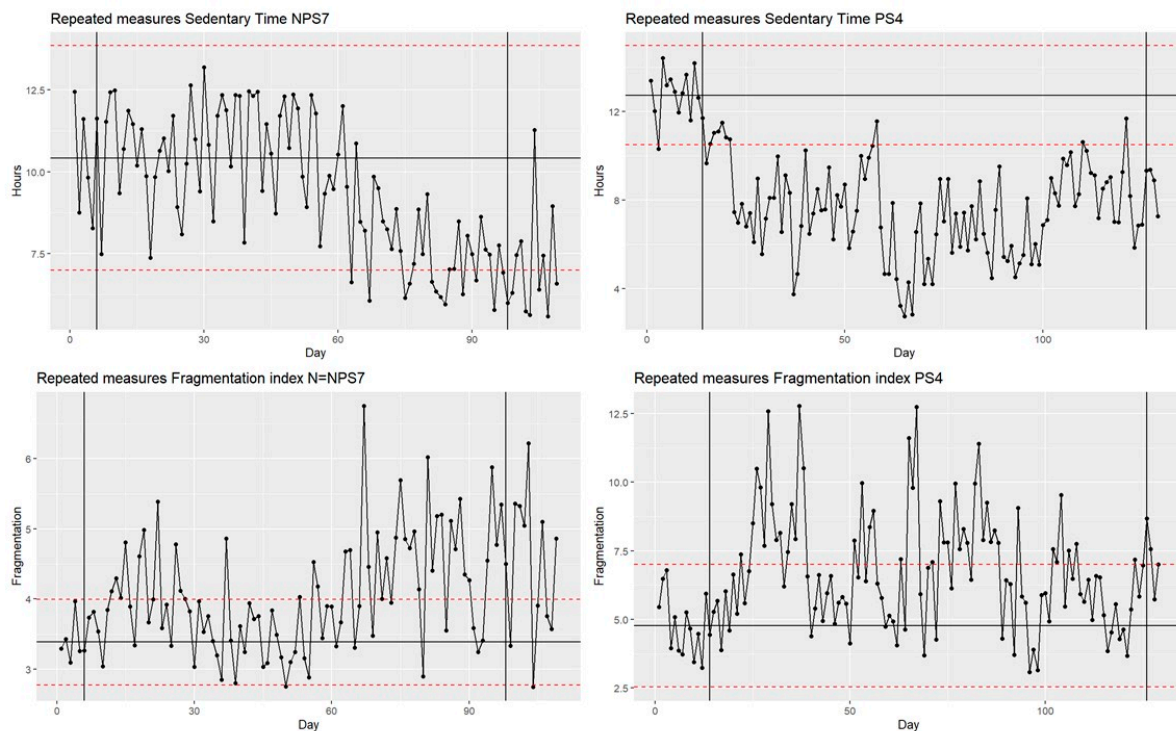 Repeated measures Sedentary Time NPS7
12.5
10.0
7.5
Hours
0
30
60
90
Day
Repeated measures Sedentary Time PS4
12
8
4
Hours
0
50
100
Day
Repeated measures Fragmentation index N=NPS7
6
5
4
3
Fragmentation
0
30
60
90
Day
Repeated measures Fragmentation index PS4
12.5
10.0
7.5
5.0
2.5
Fragmentation
0
50
100
Day